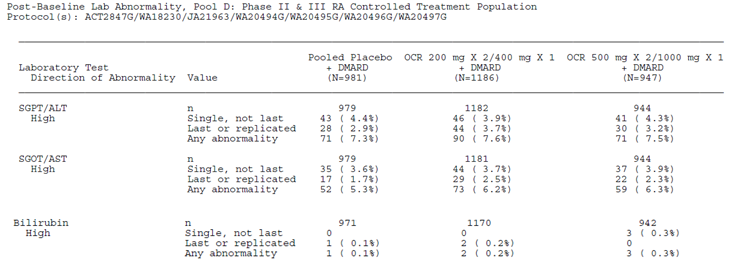 Post-Baseline Lab Abnormality, Pool D: Phase II & III RA Controlled Treatment Population
Protocol(s): ACT2847G/WA18230/JA21963/WA20494G/WA20495G/WA20496G/WA20497G
Pooled Placebo OCR 200 mg X 2/400 mg X 1 OCR 500 mg X 2/1000 mg X 1
Laboratory Test + DMARD + DMARD + DMARD
Direction of Abnormality Value (N=981) (N=1186) (N=947)
SGPT/ALT n 979 1182 944
High Single, not last 43 ( 4.4%) 46 ( 3.9%) 41 ( 4.3%)
Last or replicated 28 ( 2.9%) 44 ( 3.7%) 30 ( 3.2%)
Any abnormality 71 ( 7.3%) 90 ( 7.6%) 71 ( 7.5%)
SGOT/AST n 979 1181 944
High Single, not last 35 ( 3.6%) 44 ( 3.7%) 37 ( 3.9%)
Last or replicated 17 ( 1.7%) 29 ( 2.5%) 22 ( 2.3%)
Any abnormality 52 ( 5.3%) 73 ( 6.2%) 59 ( 6.3%)
Bilirubin n 971 1170 942
High Single, not last 0 0 3 ( 0.3%)
Last or replicated 1 ( 0.1%) 2 ( 0.2%) 0
Any abnormality 1 ( 0.1%) 2 ( 0.2%) 3 ( 0.3%)